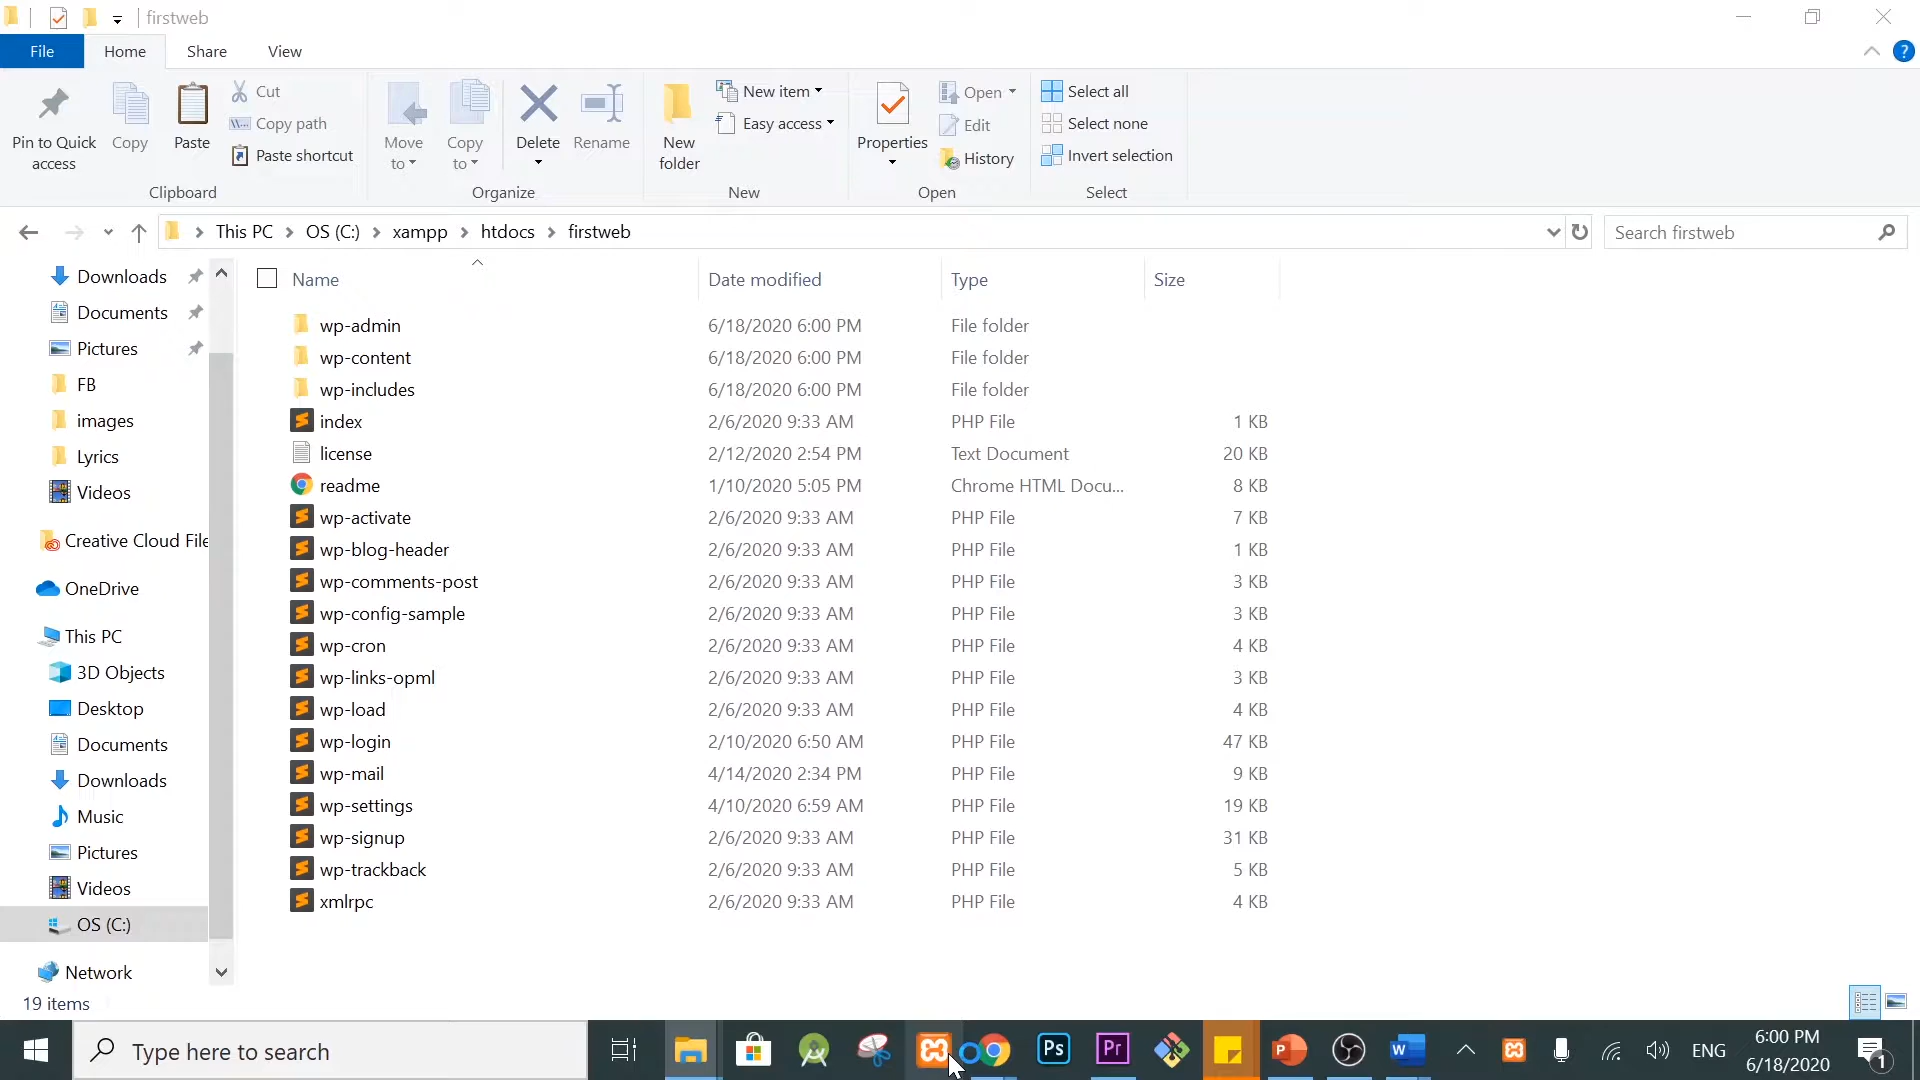 firstweb
File
Home
Share
View
Pin to Quick access
Copy
Paste
Cut
Copy path
Paste shortcut
Clipboard
Move to
Copy to
Delete
Rename
Organize
New folder
New item
Easy access
New
Properties
Open
Edit
History
Open
Select all
Select none
Invert selection
Select
This PC
OS (C:)
xampp
htdocs
firstweb
Search firstweb
Downloads
Documents
Pictures
FB
images
Lyrics
Videos
Creative Cloud File
OneDrive
This PC
3D Objects
Desktop
Documents
Downloads
Music
Pictures
Videos
OS (C:)
Network
Name Date modified Type Size
wp-admin 6/18/2020 6:00 PM File folder
wp-content 6/18/2020 6:00 PM File folder
wp-includes 6/18/2020 6:00 PM File folder
index 2/6/2020 9:33 AM PHP File 1 KB
license 2/12/2020 2:54 PM Text Document 20 KB
readme 1/10/2020 5:05 PM Chrome HTML Docu... 8 KB
wp-activate 2/6/2020 9:33 AM PHP File 7 KB
wp-blog-header 2/6/2020 9:33 AM PHP File 1 KB
wp-comments-post 2/6/2020 9:33 AM PHP File 3 KB
wp-config-sample 2/6/2020 9:33 AM PHP File 3 KB
wp-cron 2/6/2020 9:33 AM PHP File 4 KB
wp-links-opml 2/6/2020 9:33 AM PHP File 3 KB
wp-load 2/6/2020 9:33 AM PHP File 4 KB
wp-login 2/10/2020 6:50 AM PHP File 47 KB
wp-mail 4/14/2020 2:34 PM PHP File 9 KB
wp-settings 4/10/2020 6:59 AM PHP File 19 KB
wp-signup 2/6/2020 9:33 AM PHP File 31 KB
wp-trackback 2/6/2020 9:33 AM PHP File 5 KB
xmlrpc 2/6/2020 9:33 AM PHP File 4 KB
19 items
Type here to search
Ps
Pr
P
W
ENG
6:00 PM
6/18/2020
1